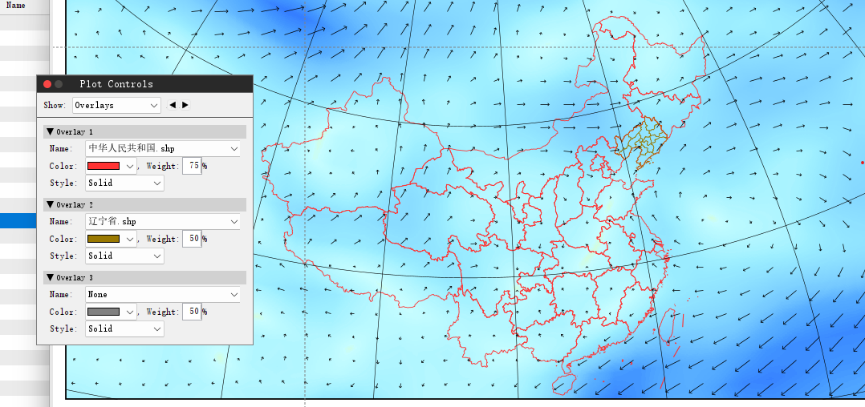 Name
Plot Controls
Show: Overlays
Overlay 1
Name: 中华人民共和国.shp
Color: , Weight: 75 %
Style: Solid
Overlay 2
Name: 辽宁省.shp
Color: , Weight: 50 %
Style: Solid
Overlay 3
Name: None
Color: , Weight: 50 %
Style: Solid